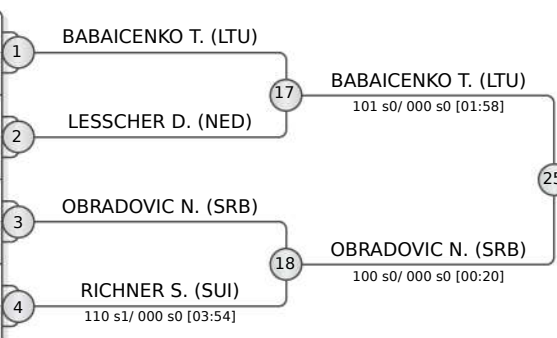 1
BABAICENKO T. (LTU)
17
BABAICENKO T. (LTU)
101 s0/ 000 s0 [01:58]
2
LESSCHER D. (NED)
25
3
OBRADOVIC N. (SRB)
18
OBRADOVIC N. (SRB)
100 s0/ 000 s0 [00:20]
4
RICHNER S. (SUI)
110 s1/ 000 s0 [03:54]